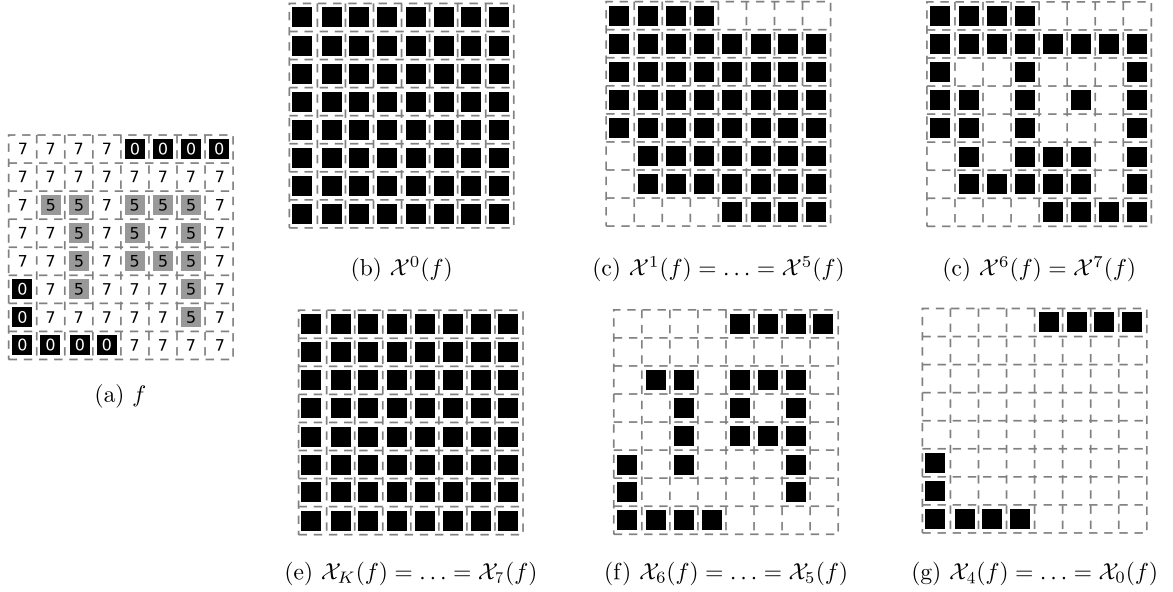 7 7 7 7 0 0 0 0
7 7 7 7 7 7 7 7
7 5 5 7 5 5 5 7
7 7 5 7 5 7 5 7
7 7 5 7 5 5 5 7
0 7 5 7 7 7 5 7
0 7 7 7 7 7 5 7
0 0 0 0 7 7 7 7
(a) f
(b) 𝒳⁰(f)
(c) 𝒳¹(f) = … = 𝒳⁵(f)
(c) 𝒳⁶(f) = 𝒳⁷(f)
(e) 𝒳_K(f) = … = 𝒳₇(f)
(f) 𝒳₆(f) = … = 𝒳₅(f)
(g) 𝒳₄(f) = … = 𝒳₀(f)